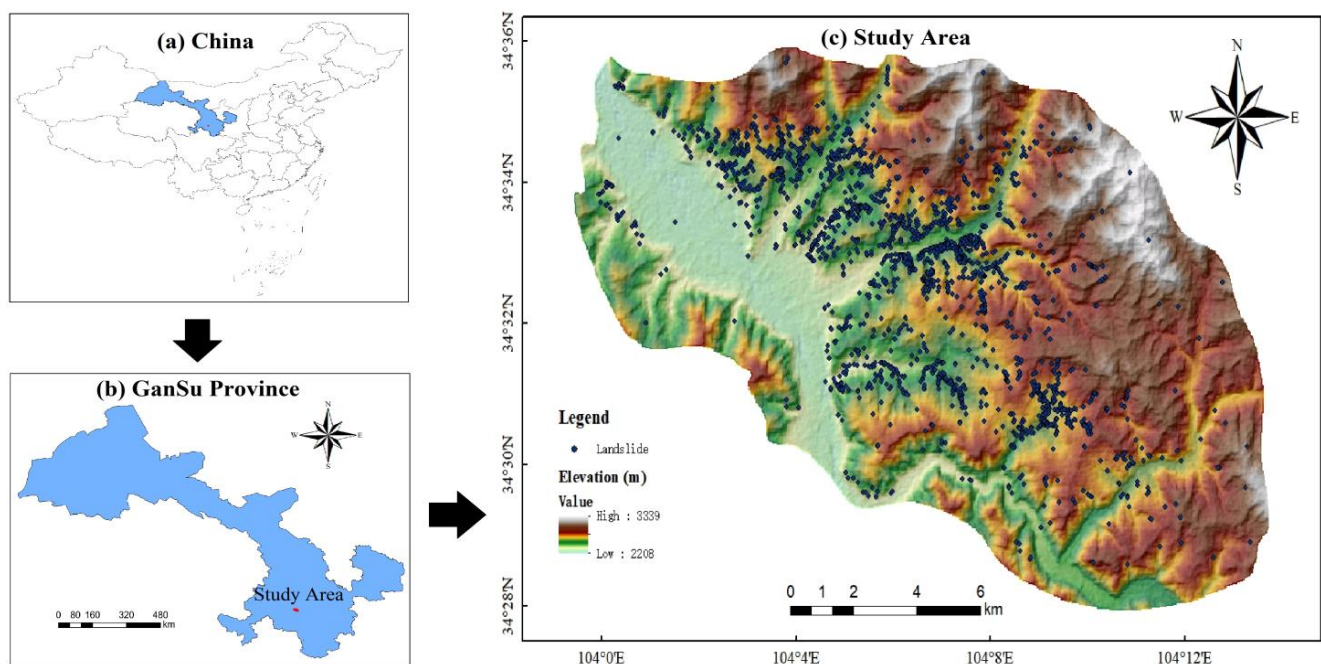 (a) China
(b) GanSu Province
N
W E
S
Study Area
0 80 160 320 480
km
(c) Study Area
N
W E
S
34°36'N
34°34'N
34°32'N
34°30'N
34°28'N
Legend
Landslide
Elevation (m)
Value
High : 3339
Low : 2208
0 1 2 4 6
km
104°0'E 104°4'E 104°8'E 104°12'E